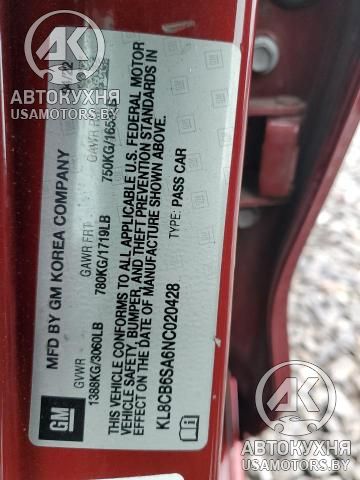 MFD BY GM KOREA COMPANY
GVWR GAWR FRT GAWR
1388KG/3060LB 780KG/1719LB 750KG/165
THIS VEHICLE CONFORMS TO ALL APPLICABLE U.S. FEDERAL MOTOR
VEHICLE SAFETY, BUMPER, AND THEFT PREVENTION STANDARDS IN
EFFECT ON THE DATE OF MANUFACTURE SHOWN ABOVE.
KL8CB6SA6NC020428 TYPE: PASS CAR
GM
АВТОКУХНЯ
USAMOTORS.BY
АВТОКУХНЯ
USAMOTORS.BY